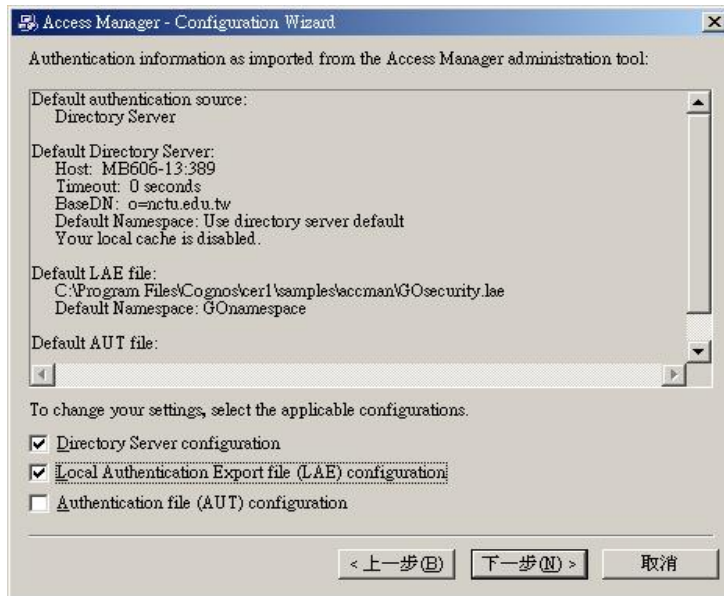 Access Manager - Configuration Wizard
Authentication information as imported from the Access Manager administration tool:
Default authentication source:
Directory Server
Default Directory Server:
Host: MB606-13:389
Timeout: 0 seconds
BaseDN: o=nctu.edu.tw
Default Namespace: Use directory server default
Your local cache is disabled.
Default LAE file:
C:\Program Files\Cognos\cer1\samples\accman\GOsecurity.lae
Default Namespace: GOnamespace
Default AUT file:
To change your settings, select the applicable configurations.
Directory Server configuration
Local Authentication Export file (LAE) configuration
Authentication file (AUT) configuration
< 上一步(B) 下一步(N) > 取消